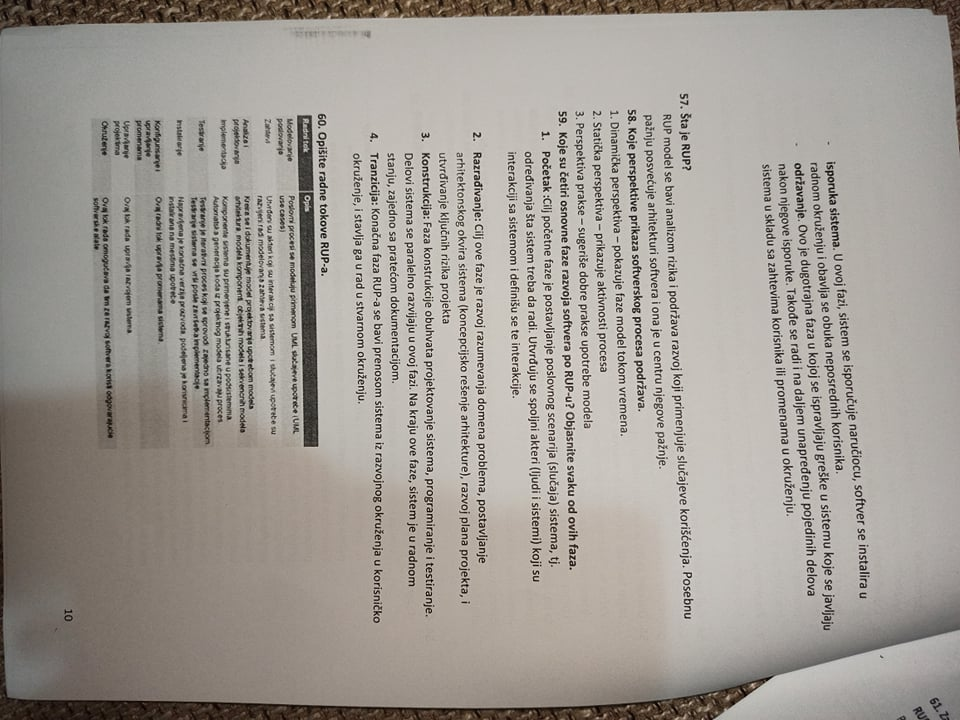 - isporuka sistema. U ovoj fazi, sistem se isporučuje naručiocu, softver se instalira u
radnom okruženju i obavlja se obuka neposrednih korisnika.
- održavanje. Ovo je dugotrajna faza u kojoj se ispravljaju greške u sistemu koje se javljaju
nakon njegove isporuke. Takođe se radi i na daljem unapređenju pojedinih delova
sistema u skladu sa zahtevima korisnika ili promenama u okruženju.
57. Šta je RUP?
RUP model se bavi analizom rizika i podržava razvoj koji primenjuje slučajeve korišćenja. Posebnu
pažnju posvećuje arhitekturi softvera i ona je u centru njegove pažnje.
58. Koje perspektive prikaza softverskog procesa podržava.
1. Dinamička perspektiva – pokazuje faze model tokom vremena.
2. Statička perspektiva – prikazuje aktivnosti procesa
3. Perspektiva prakse – sugeriše dobre prakse upotrebe modela
59. Koje su četiri osnovne faze razvoja softvera po RUP-u? Objasnite svaku od ovih faza.
1. Početak :Cilj početne faze je postavljanje poslovnog scenarija (slučaja) sistema, tj.
određivanja šta sistem treba da radi. Utvrđuju se spoljni akteri (ljudi i sistemi) koji su
interakciji sa sistemom i definišu se te interakcije.
2. Razrađivanje: Cilj ove faze je razvoj razumevanja domena problema, postavljanje
arhitektonskog okvira sistema (koncepcijsko rešenje arhitekture), razvoj plana projekta, i
utvrđivanje ključnih rizika projekta
3. Konstrukcija: Faza konstrukcije obuhvata projektovanje sistema, programiranje i testiranje.
Delovi sistema se paralelno razvijaju u ovoj fazi. Na kraju ove faze, sistem je u radnom
stanju, zajedno sa pratećom dokumentacijom.
4. Tranzicija: Konačna faza RUP-a se bavi prenosom sistema iz razvojnog okruženja u korisničko
okruženje, i stavlja ga u rad u stvarnom okruženju.
60. Opišite radne tokove RUP-a.
Radni tok Opis
Modelovanje poslovanja Poslovni procesi se modeluju primenom UML slučajeve upotrebe (UML
use cases)
Zahtevi Utvrđeni su akteri koji su interakciji sa sistemom i slučajevi upotrebe su
razvijeni radi modelovanja zahteva sistema.
Analiza i projektovanje Kreira se i dokumentuje model projektovanja upotrebom modela
arhitekture, modela komponenti, objektnih modela i sekvencnih modela
Implementacija Komponente sistema su primenjene i strukturisane u podsistemima.
Automatska generacija koda iz projektnog modela ubrzavaju proces.
Testiranje Testiranje je iterativni proces koji se sprovodi zajedno sa implementacijom.
Testiranje sistema se vrši posle završetka implementacije
Instaliranje Napravljena je konačna verzija proizvoda, podeljena je korisnicima i
instalirana na mestima upotrebe
Konfigurisanje i upravljanje promenama Ovaj radni tok upravlja promenama sistema
Upravljanje projektima Ovaj tok rada upravlja razvojem sistema
Okruženje Ovaj tok rada omogućava da tim za razvoj softvera koristi odgovarajuće
softverske alate
10
61.